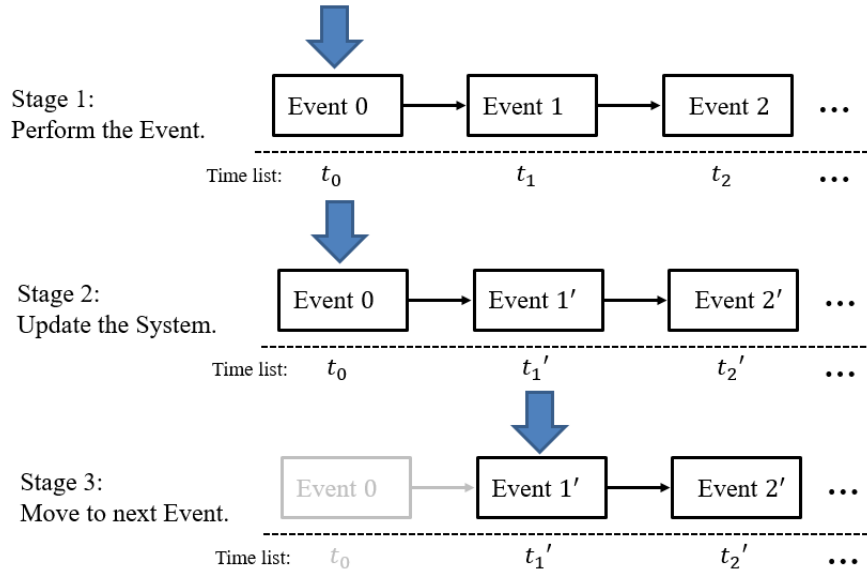 Stage 1:
Perform the Event.
Event 0 Event 1 Event 2 ...
Time list: t₀ t₁ t₂ ...
Stage 2:
Update the System.
Event 0 Event 1′ Event 2′ ...
Time list: t₀ t₁′ t₂′ ...
Stage 3:
Move to next Event.
Event 0 Event 1′ Event 2′ ...
Time list: t₀ t₁′ t₂′ ...